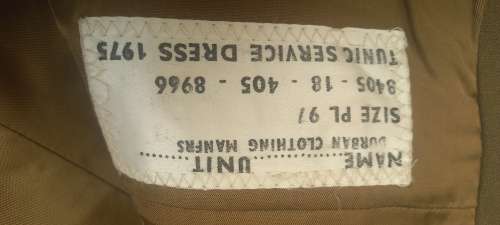 TUNIC SERVICE DRESS 1975
8405 - 18 - 405 - 8966
SIZE PL 97
DURBAN CLOTHING MANFRS
NAME............UNIT............